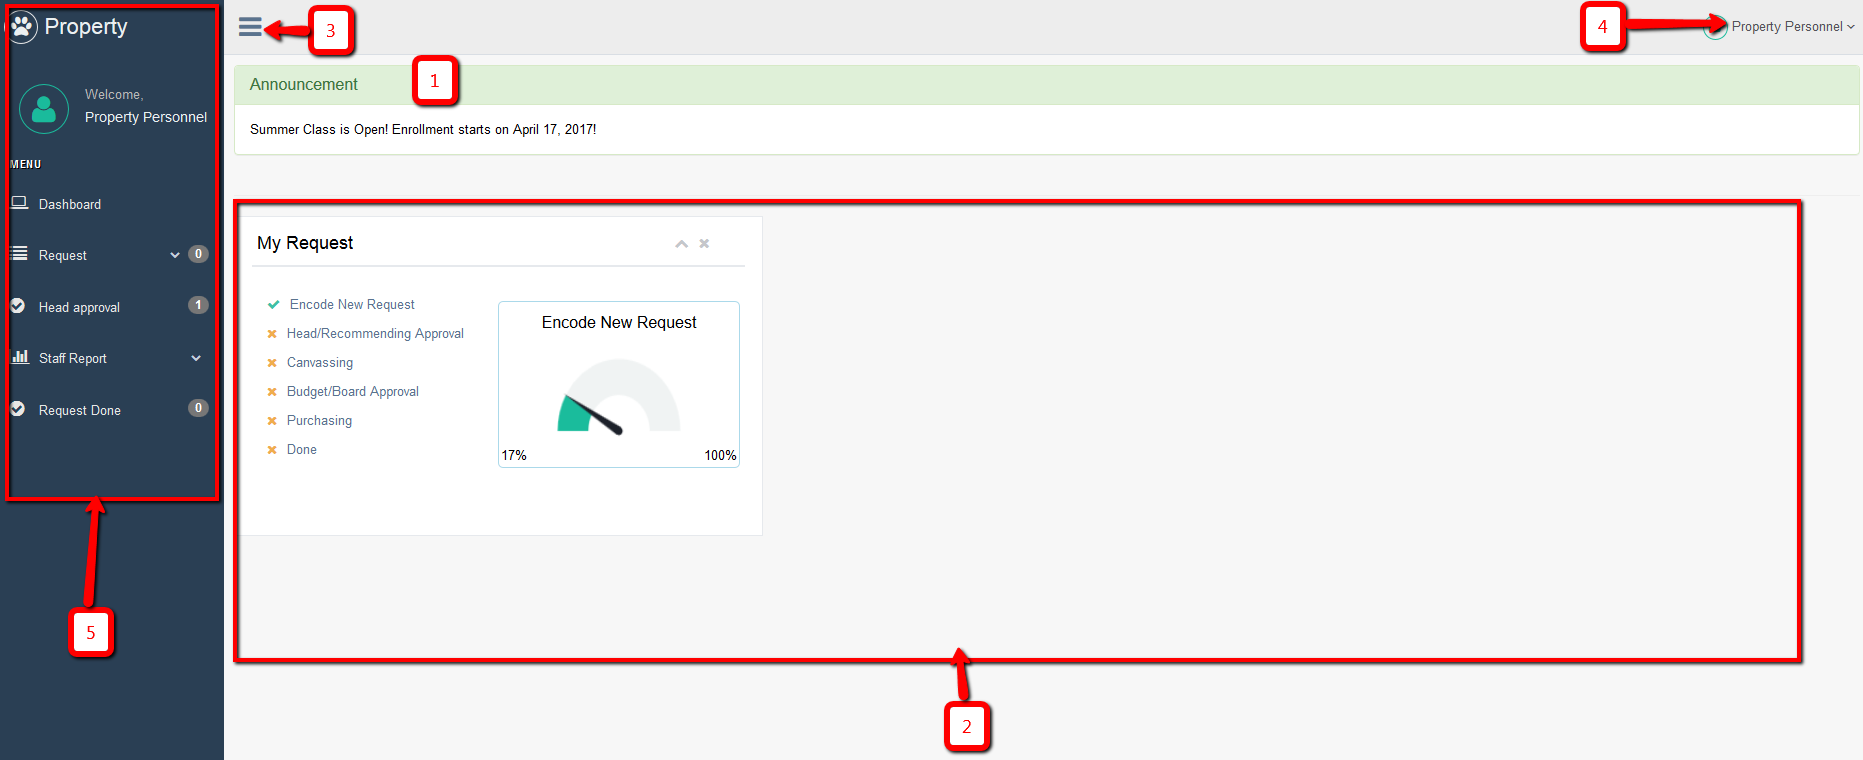 Property
3
4
Property Personnel
1
Announcement
Summer Class is Open! Enrollment starts on April 17, 2017!
Welcome,
Property Personnel
MENU
Dashboard
Request 0
Head approval 1
Staff Report
Request Done 0
5
My Request
Encode New Request
Head/Recommending Approval
Canvassing
Budget/Board Approval
Purchasing
Done
Encode New Request
17% 100%
2